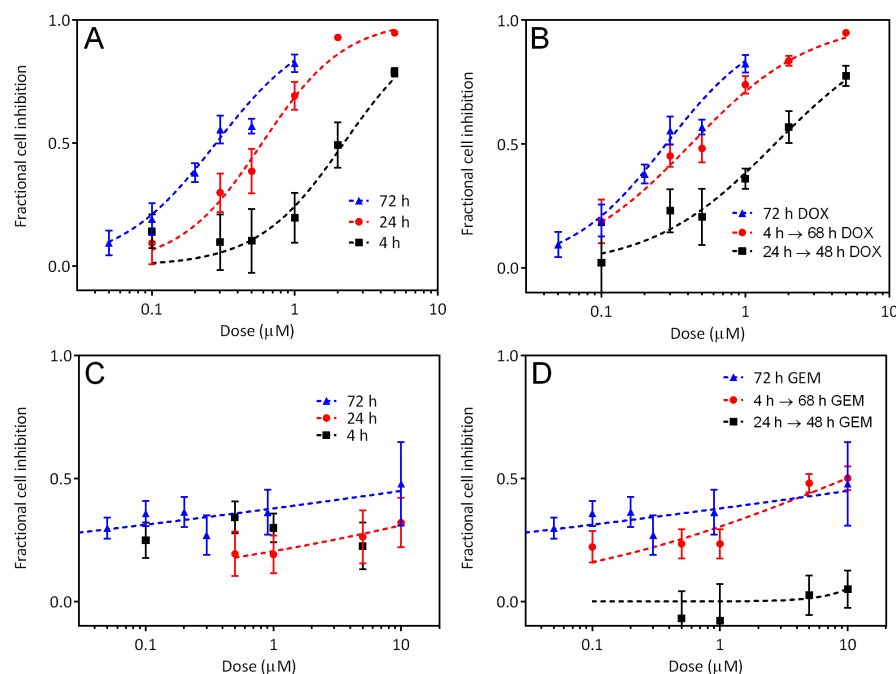 A
Fractional cell inhibition
1.0
0.5
0.0
72 h
24 h
4 h
0.1
1
10
Dose (μM)
B
Fractional cell inhibition
1.0
0.5
0.0
72 h DOX
4 h → 68 h DOX
24 h → 48 h DOX
0.1
1
10
Dose (μM)
C
Fractional cell inhibition
1.0
0.5
0.0
72 h
24 h
4 h
0.1
1
10
Dose (μM)
D
Fractional cell inhibition
1.0
0.5
0.0
72 h GEM
4 h → 68 h GEM
24 h → 48 h GEM
0.1
1
10
Dose (μM)